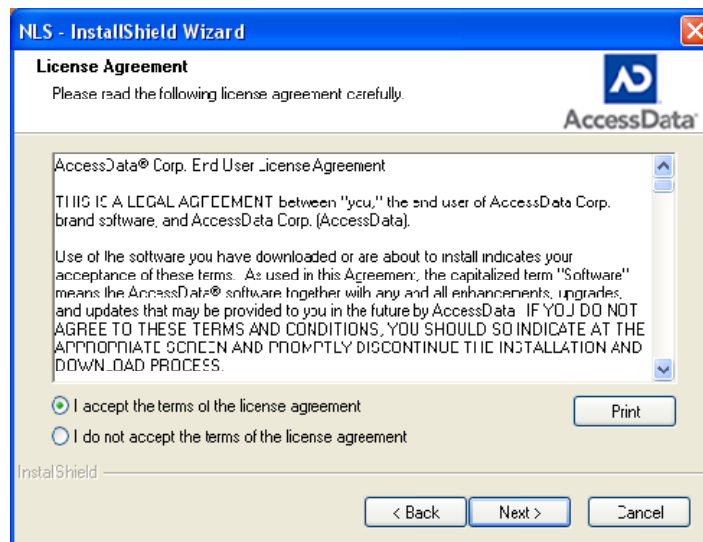 NLS - InstallShield Wizard
License Agreement
Please read the following license agreement carefully.
AccessData
AccessData® Corp. End User License Agreement
THIS IS A LEGAL AGREEMENT between "you," the end user of AccessData Corp.
brand software, and AccessData Corp. (AccessData).
Use of the software you have downloaded or are about to install indicates your
acceptance of these terms. As used in this Agreement, the capitalized term "Software"
means the AccessData® software together with any and all enhancements, upgrades,
and updates that may be provided to you in the future by AccessData. IF YOU DO NOT
AGREE TO THESE TERMS AND CONDITIONS, YOU SHOULD SO INDICATE AT THE
APPROPRIATE SCREEN AND PROMPTLY DISCONTINUE THE INSTALLATION AND
DOWNLOAD PROCESS.
I accept the terms of the license agreement
Print
I do not accept the terms of the license agreement
InstallShield
< Back
Next >
Cancel